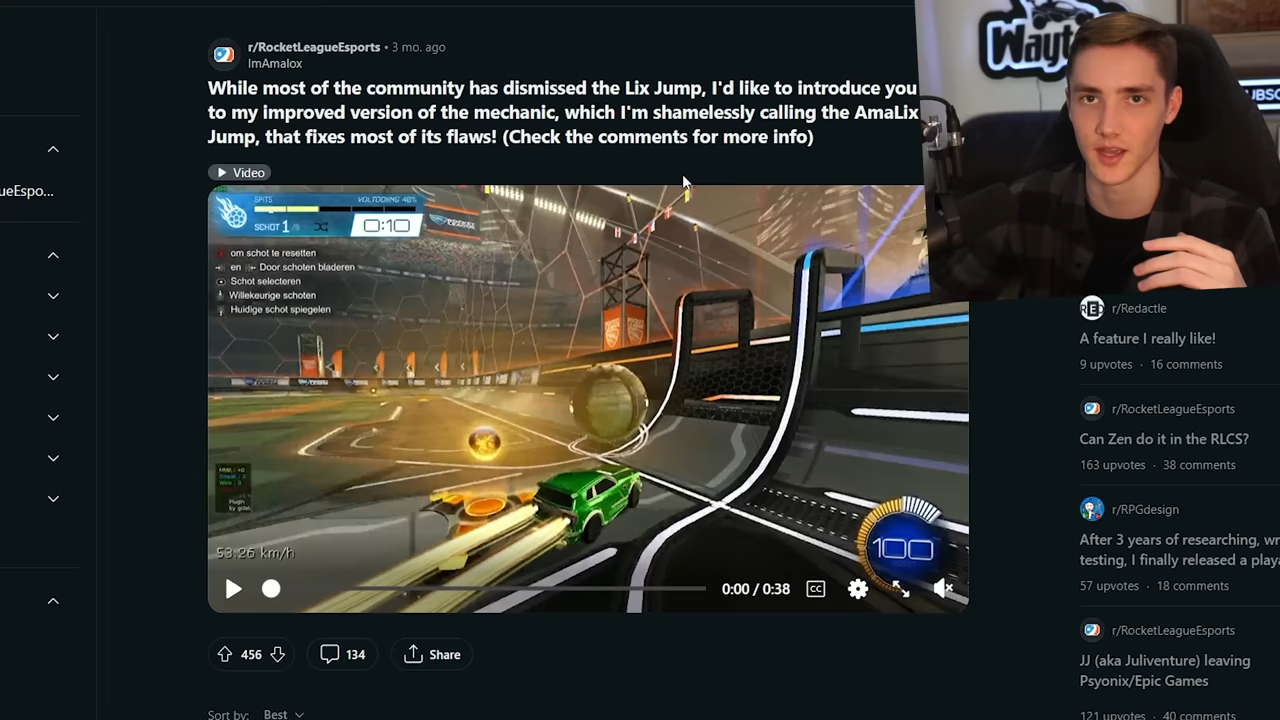 r/RocketLeagueEsports • 3 mo. ago
ImAmalox
While most of the community has dismissed the Lix Jump, I'd like to introduce you
to my improved version of the mechanic, which I'm shamelessly calling the AmaLix
Jump, that fixes most of its flaws! (Check the comments for more info)
Video
ueEspo...
SPITS
VOLTOOIING 40%
SCHOT 1/5
0:10
om schot te resetten
en Door schoten bladeren
Schot selecteren
Willekeurige schoten
Huidige schot spiegelen
53.26 km/h
100
0:00 / 0:38
CC
456
134
Share
Sort by: Best
Wayt
UBSC
r/Redactle
A feature I really like!
9 upvotes · 16 comments
r/RocketLeagueEsports
Can Zen do it in the RLCS?
163 upvotes · 38 comments
r/RPGdesign
After 3 years of researching, wr
testing, I finally released a playa
57 upvotes · 18 comments
r/RocketLeagueEsports
JJ (aka Juliventure) leaving
Psyonix/Epic Games
121 upvotes · 40 comments